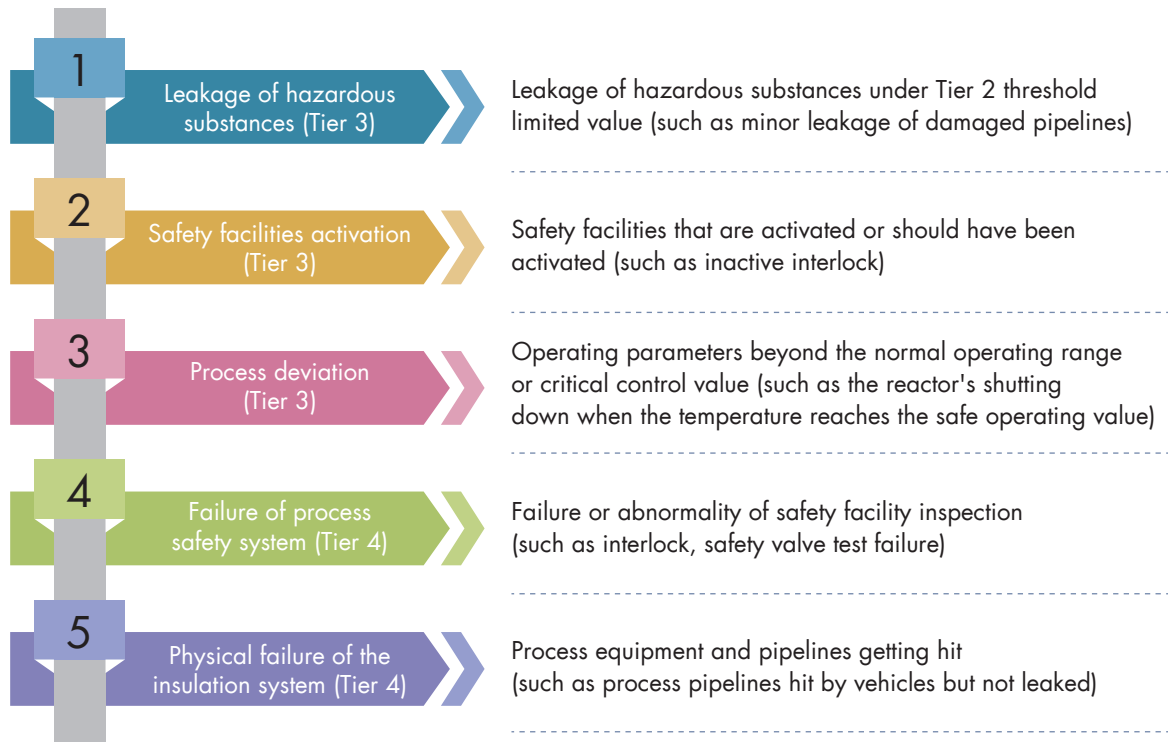 1
Leakage of hazardous
substances (Tier 3)
Leakage of hazardous substances under Tier 2 threshold
limited value (such as minor leakage of damaged pipelines)
2
Safety facilities activation
(Tier 3)
Safety facilities that are activated or should have been
activated (such as inactive interlock)
3
Process deviation
(Tier 3)
Operating parameters beyond the normal operating range
or critical control value (such as the reactor's shutting
down when the temperature reaches the safe operating value)
4
Failure of process
safety system (Tier 4)
Failure or abnormality of safety facility inspection
(such as interlock, safety valve test failure)
5
Physical failure of the
insulation system (Tier 4)
Process equipment and pipelines getting hit
(such as process pipelines hit by vehicles but not leaked)